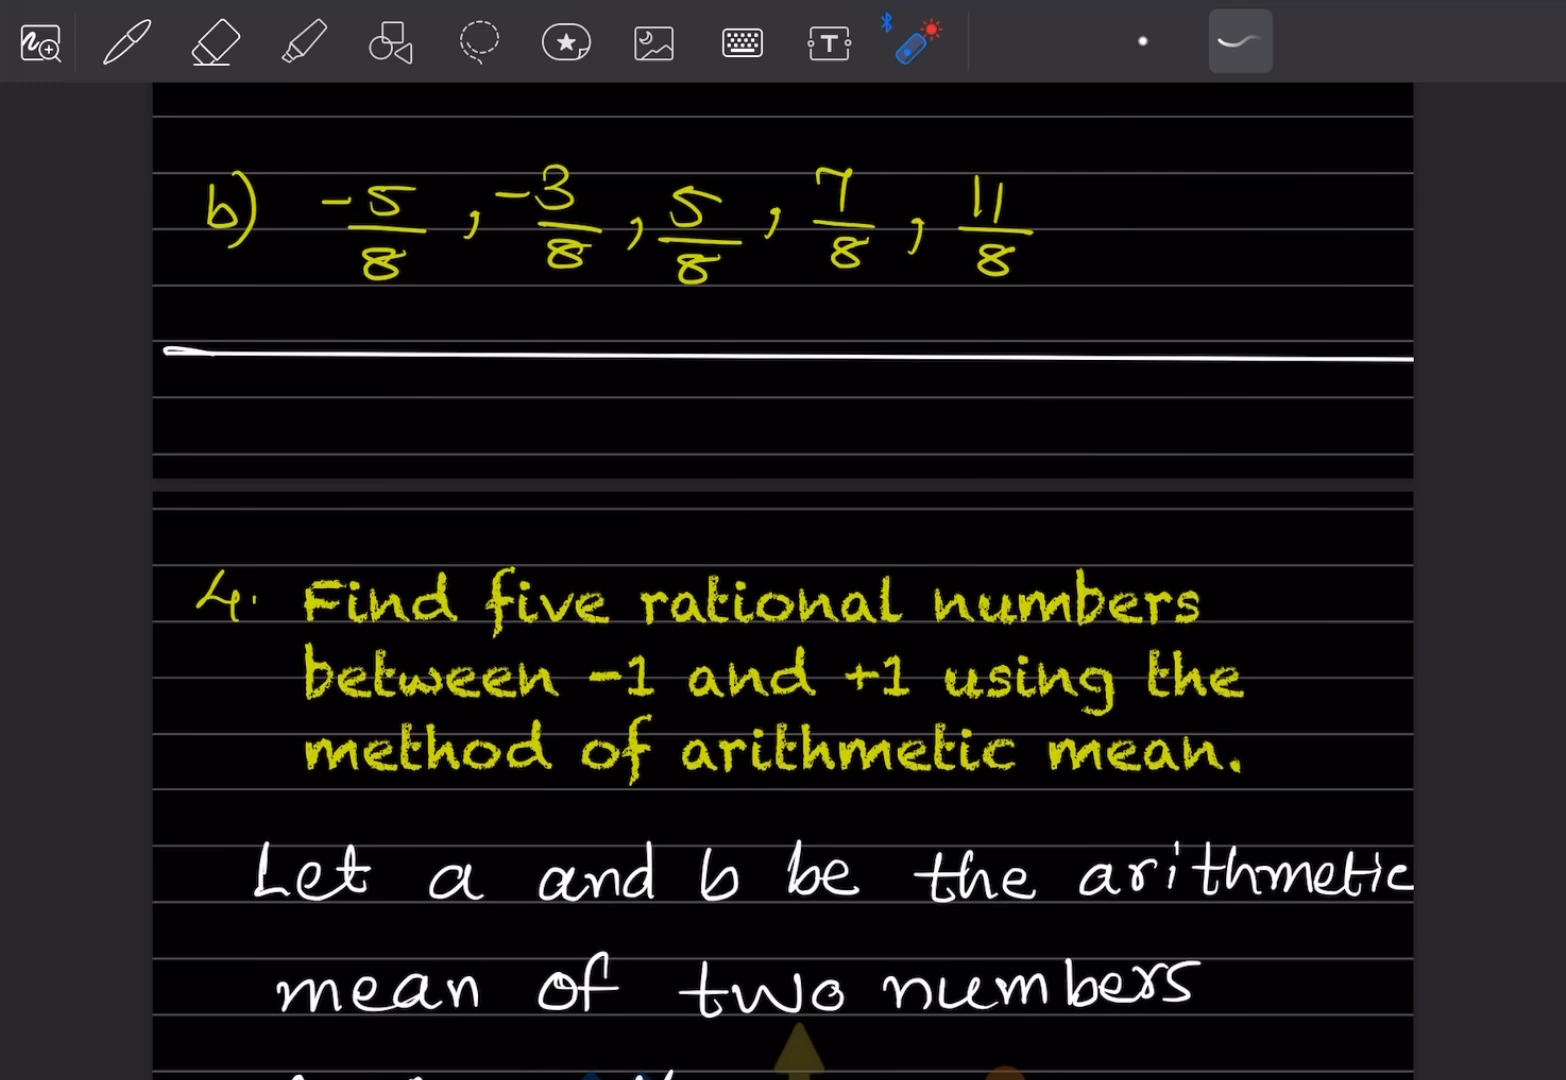 b) -5/8 , -3/8 , 5/8 , 7/8 , 11/8
4. Find five rational numbers
between -1 and +1 using the
method of arithmetic mean.
Let a and b be the arithmetic
mean of two numbers